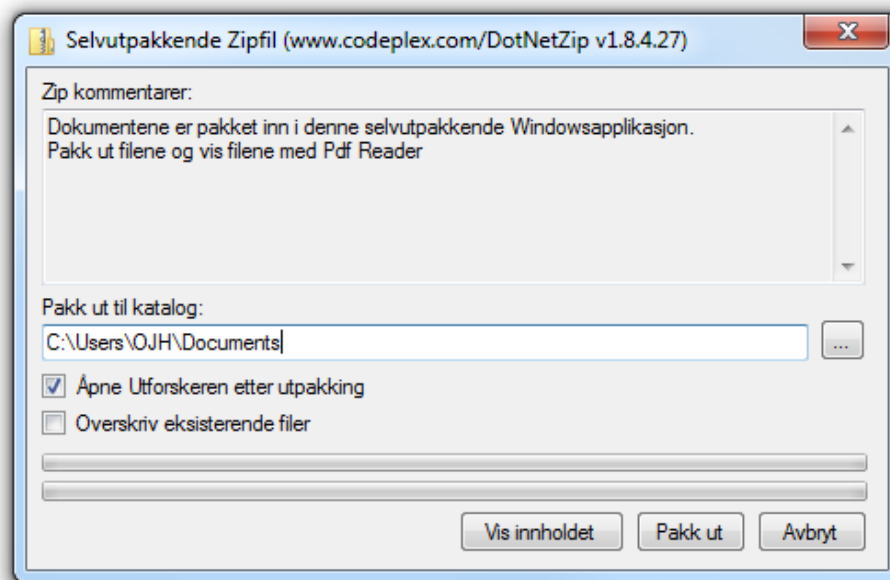 Selvutpakkende Zipfil (www.codeplex.com/DotNetZip v1.8.4.27)
Zip kommentarer:
Dokumentene er pakket inn i denne selvutpakkende Windowsapplikasjon.
Pakk ut filene og vis filene med Pdf Reader
Pakk ut til katalog:
C:\Users\OJH\Documents
...
Åpne Utforskeren etter utpakking
Overskriv eksisterende filer
Vis innholdet Pakk ut Avbryt